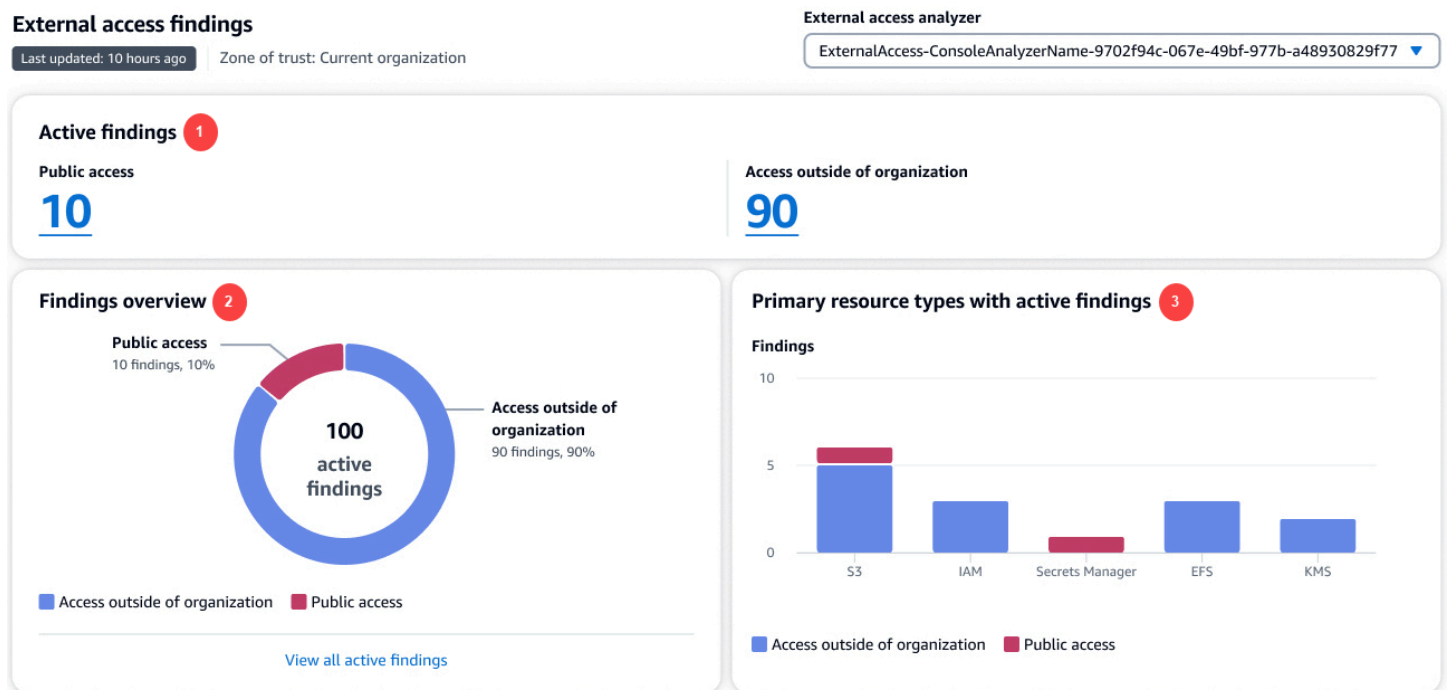 External access findings
Last updated: 10 hours ago
Zone of trust: Current organization
External access analyzer
ExternalAccess-ConsoleAnalyzerName-9702f94c-067e-49bf-977b-a48930829f77
Active findings 1
Public access
10
Access outside of organization
90
Findings overview 2
Public access
10 findings, 10%
100
active
findings
Access outside of
organization
90 findings, 90%
Access outside of organization
Public access
View all active findings
Primary resource types with active findings 3
Findings
10
5
0
S3
IAM
Secrets Manager
EFS
KMS
Access outside of organization
Public access